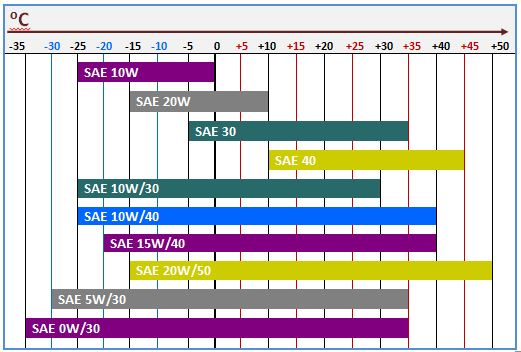 ºC
-35 -30 -25 -20 -15 -10 -5 0 +5 +10 +20 +25 +30 +35 +40 +45 +50
SAE 10W
SAE 20W
SAE 30
SAE 40
SAE 10W/30
SAE 10W/40
SAE 15W/40
SAE 20W/50
SAE 5W/30
SAE 0W/30